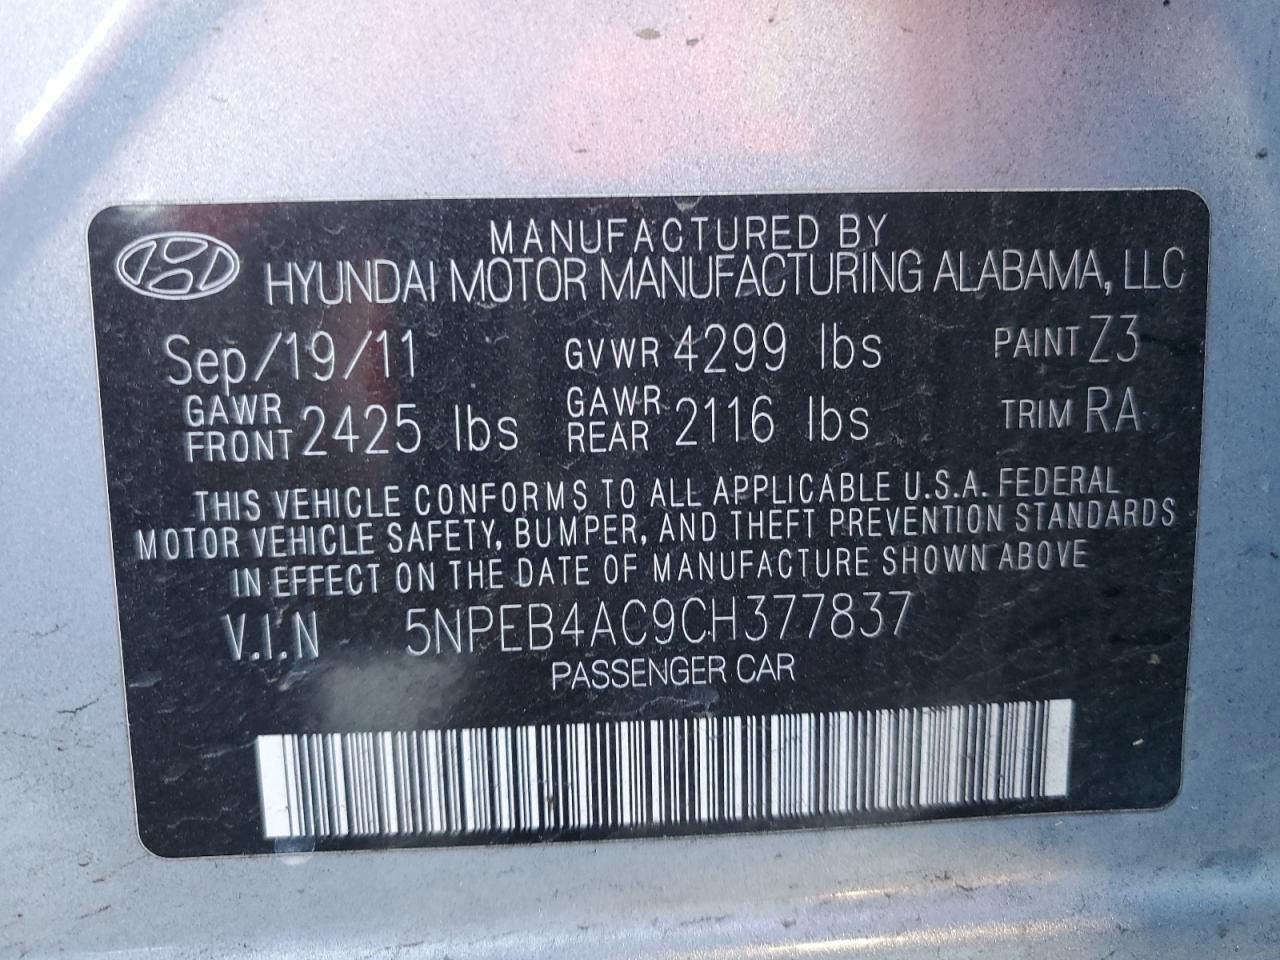 MANUFACTURED BY
HYUNDAI MOTOR MANUFACTURING ALABAMA, LLC
Sep/19/11 GVWR 4299 lbs PAINT Z3
GAWR FRONT 2425 lbs GAWR REAR 2116 lbs TRIM RA
THIS VEHICLE CONFORMS TO ALL APPLICABLE U.S.A. FEDERAL
MOTOR VEHICLE SAFETY, BUMPER, AND THEFT PREVENTION STANDARDS
IN EFFECT ON THE DATE OF MANUFACTURE SHOWN ABOVE
V.I.N 5NPEB4AC9CH377837
PASSENGER CAR